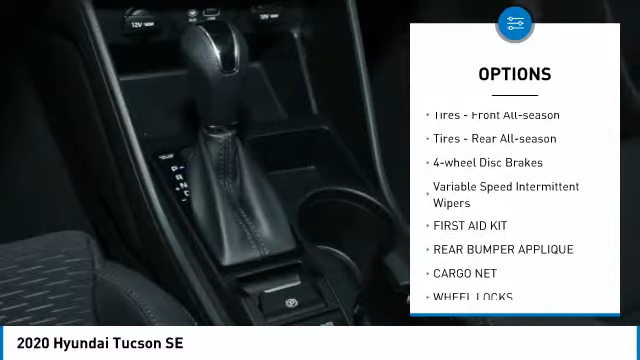 12V
12V
P
R
N
D
OPTIONS
Tires - Front All-season
Tires - Rear All-season
4-wheel Disc Brakes
Variable Speed Intermittent
Wipers
FIRST AID KIT
REAR BUMPER APPLIQUE
CARGO NET
WHEEL LOCKS
2020 Hyundai Tucson SE